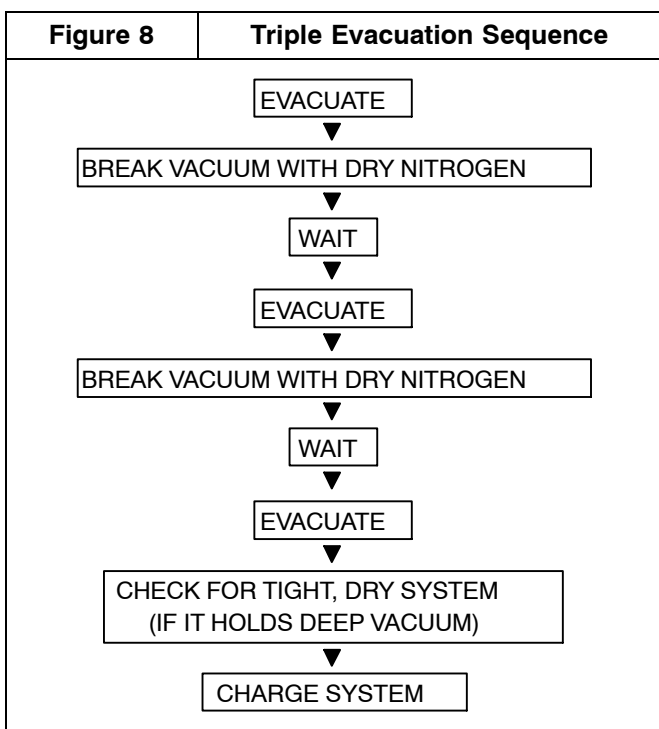 Figure 8
Triple Evacuation Sequence
EVACUATE
BREAK VACUUM WITH DRY NITROGEN
WAIT
EVACUATE
BREAK VACUUM WITH DRY NITROGEN
WAIT
EVACUATE
CHECK FOR TIGHT, DRY SYSTEM
(IF IT HOLDS DEEP VACUUM)
CHARGE SYSTEM